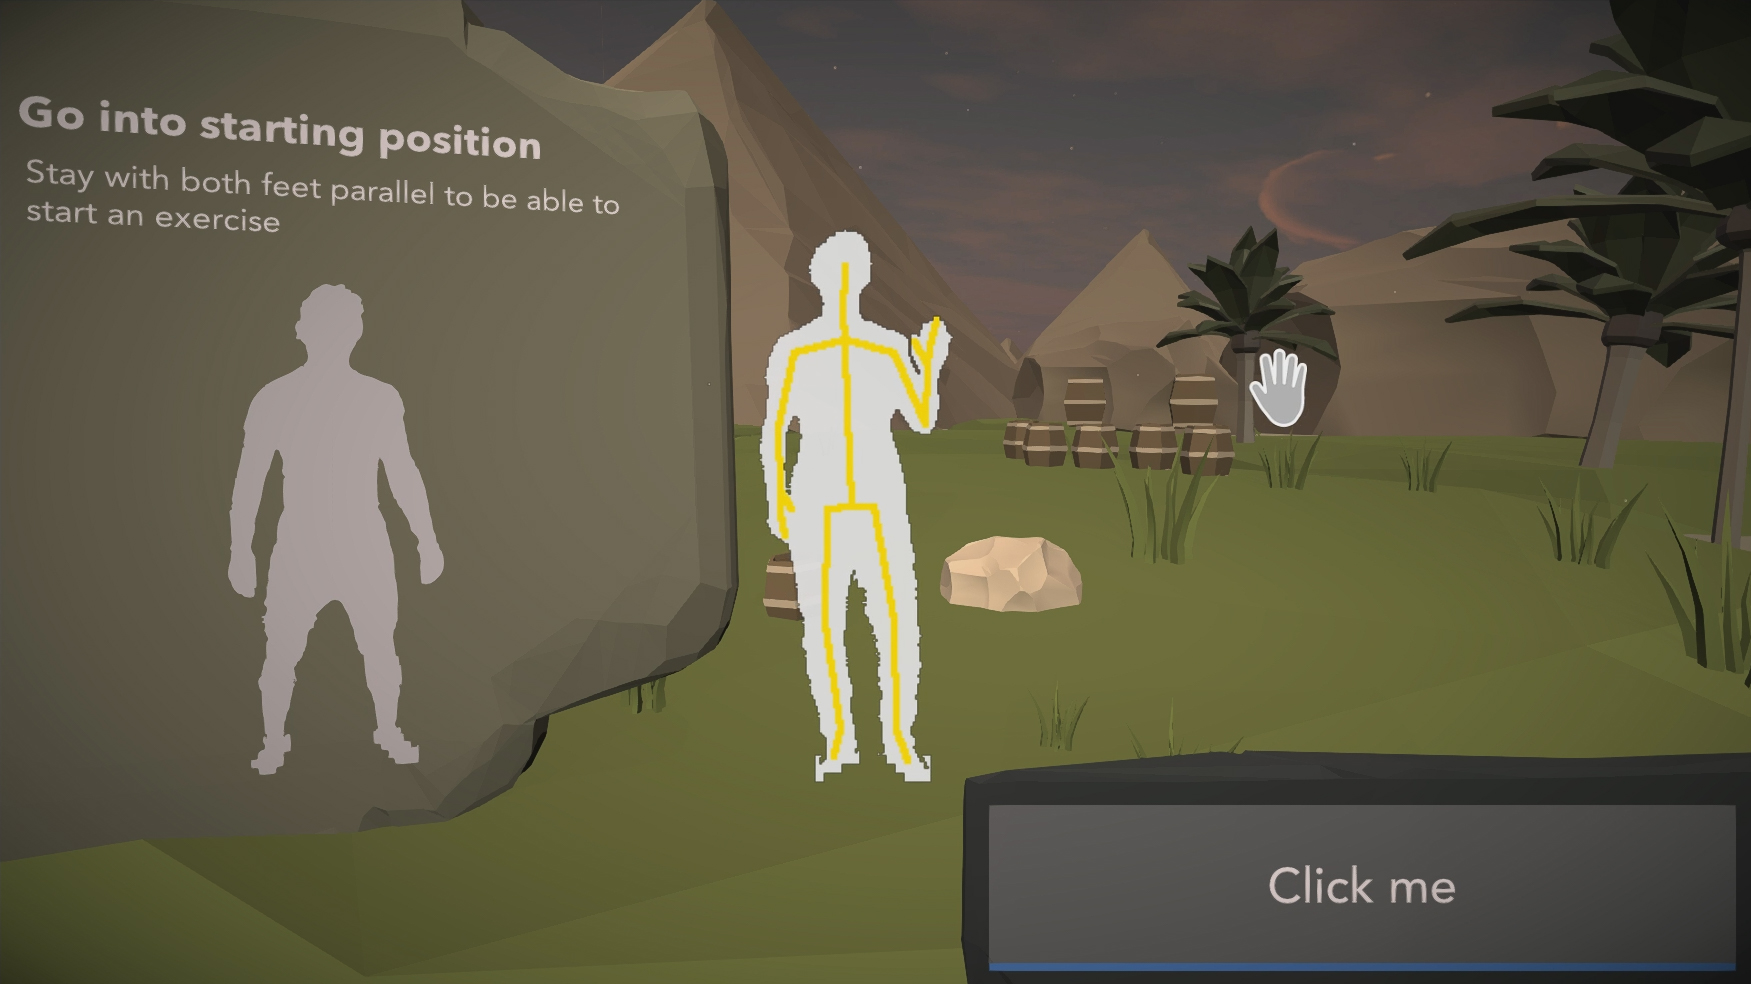 Go into starting position
Stay with both feet parallel to be able to
start an exercise
Click me